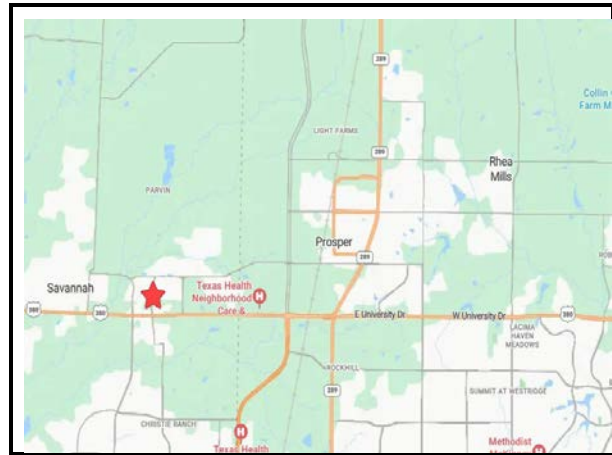 289
Collin
Farm M
LIGHT FARMS
289
Rhea
Mills
PARVIN
Prosper
289
Savannah
Texas Health
Neighborhood
Care &
H
380
380
E University Dr
W University Dr
380
LACIMA
HAVEN
MEADOWS
ROCKHILL
289
SUMMIT AT WESTRIDGE
CHRISTIE RANCH
H
Texas Health
Methodist
H